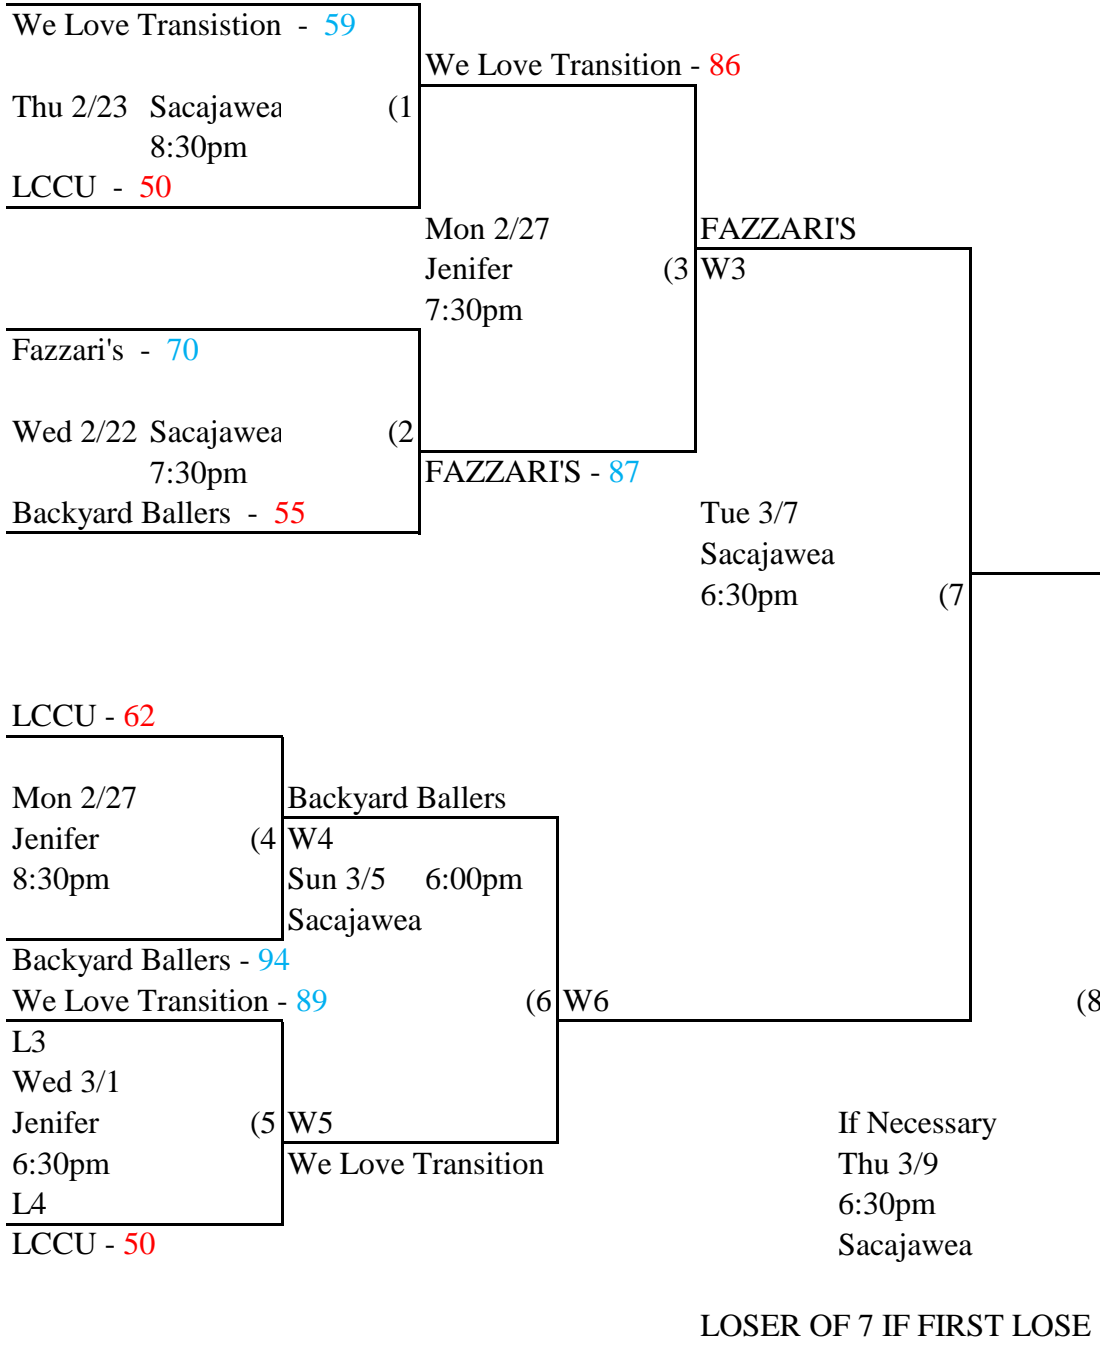 We Love Transistion - 59
We Love Transition - 86
Thu 2/23 Sacajawea (1
8:30pm
LCCU - 50
Mon 2/27
FAZZARI'S
Jenifer (3 W3
7:30pm
Fazzari's - 70
Wed 2/22 Sacajawea (2
7:30pm
FAZZARI'S - 87
Backyard Ballers - 55
Tue 3/7
Sacajawea
6:30pm (7
LCCU - 62
Mon 2/27
Backyard Ballers
Jenifer (4 W4
8:30pm
Sun 3/5 6:00pm
Sacajawea
Backyard Ballers - 94
We Love Transition - 89
(6 W6
(8
L3
Wed 3/1
Jenifer (5 W5
6:30pm
We Love Transition
L4
LCCU - 50
If Necessary
Thu 3/9
6:30pm
Sacajawea
LOSER OF 7 IF FIRST LOSE